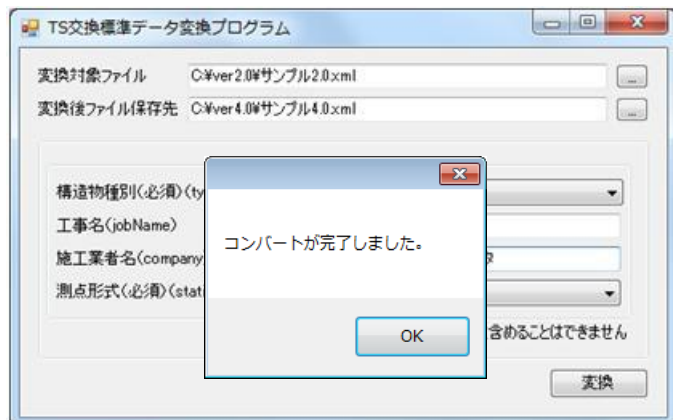 TS交換標準データ変換プログラム
変換対象ファイル C:¥ver2.0¥サンプル2.0.xml ...
変換後ファイル保存先 C:¥ver4.0¥サンプル4.0.xml ...
構造物種別(必須)(ty
工事名(jobName)
コンバートが完了しました。
施工業者名(company
測点形式(必須)(stati
OK
含めることはできません
変換